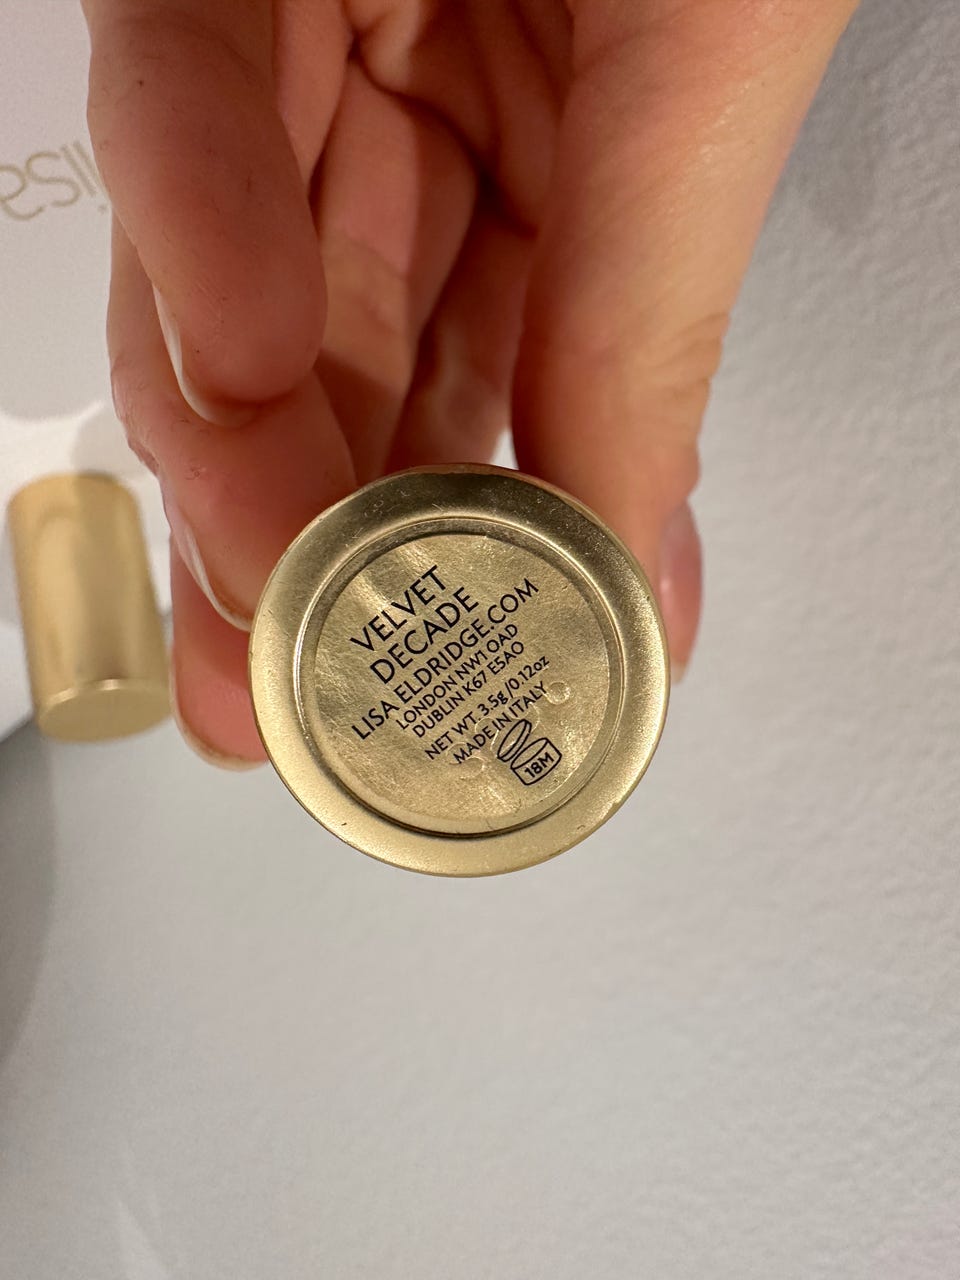 lisa
VELVET
DECADE
LISA ELDRIDGE.COM
LONDON NW1 0AD
DUBLIN K67 E5A0
NET WT. 3.5g /0.12oz
MADE IN ITALY
18M